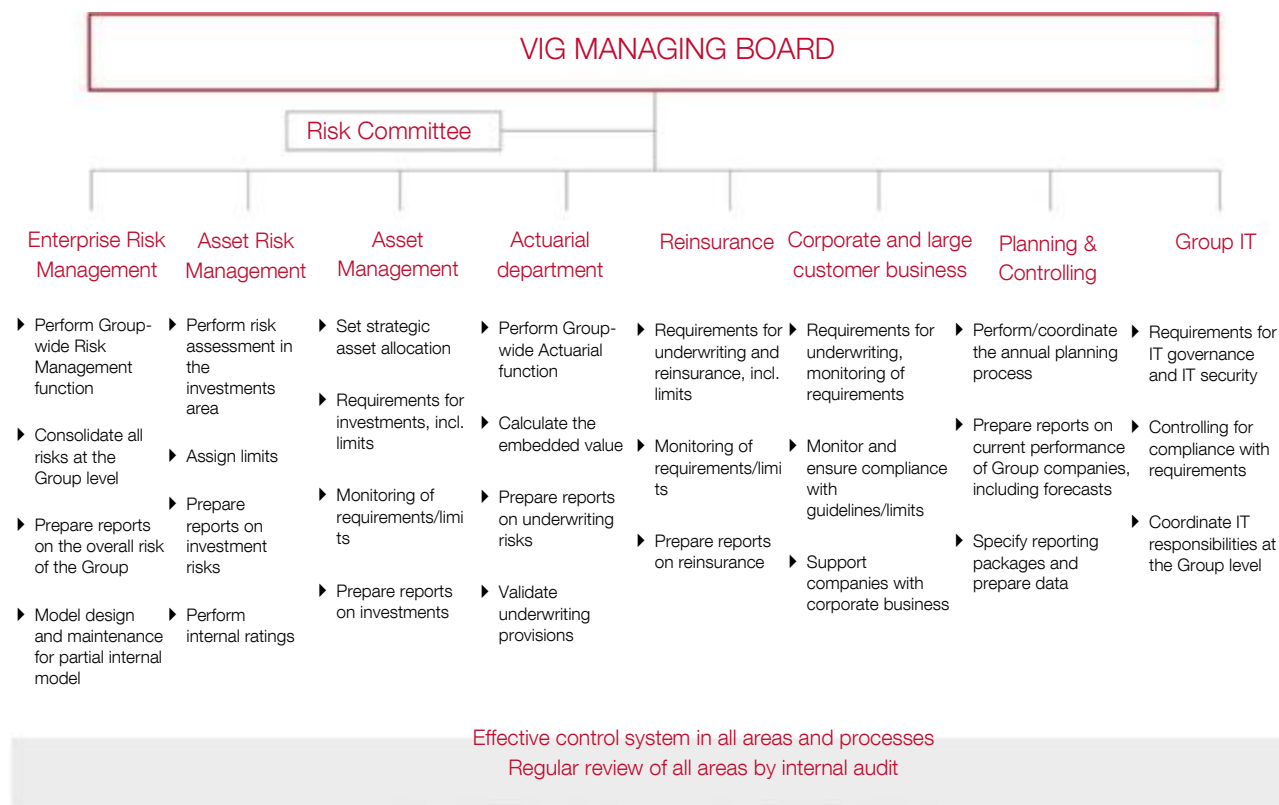 VIG MANAGING BOARD
Risk Committee
Enterprise Risk
Management
Perform Group-
wide Risk
Management
function
Consolidate all
risks at the
Group level
Prepare reports
on the overall risk
of the Group
Model design
and maintenance
for partial internal
model
Asset Risk
Management
Perform risk
assessment in
the
investments
area
Assign limits
Prepare
reports on
investment
risks
Perform
internal ratings
Asset
Management
Set strategic
asset allocation
Requirements for
investments, incl.
limits
Monitoring of
requirements/limi
ts
Prepare reports
on investments
Actuarial
department
Perform Group-
wide Actuarial
function
Calculate the
embedded value
Prepare reports
on underwriting
risks
Validate
underwriting
provisions
Reinsurance
Requirements for
underwriting and
reinsurance, incl.
limits
Monitoring of
requirements/limi
ts
Prepare reports
on reinsurance
Corporate and large
customer business
Requirements for
underwriting,
monitoring of
requirements
Monitor and
ensure compliance
with
guidelines/limits
Support
companies with
corporate business
Planning &
Controlling
Perform/coordinate
the annual planning
process
Prepare reports on
current performance
of Group companies,
including forecasts
Specify reporting
packages and
prepare data
Group IT
Requirements for
IT governance
and IT security
Controlling for
compliance with
requirements
Coordinate IT
responsibilities at
the Group level
Effective control system in all areas and processes
Regular review of all areas by internal audit